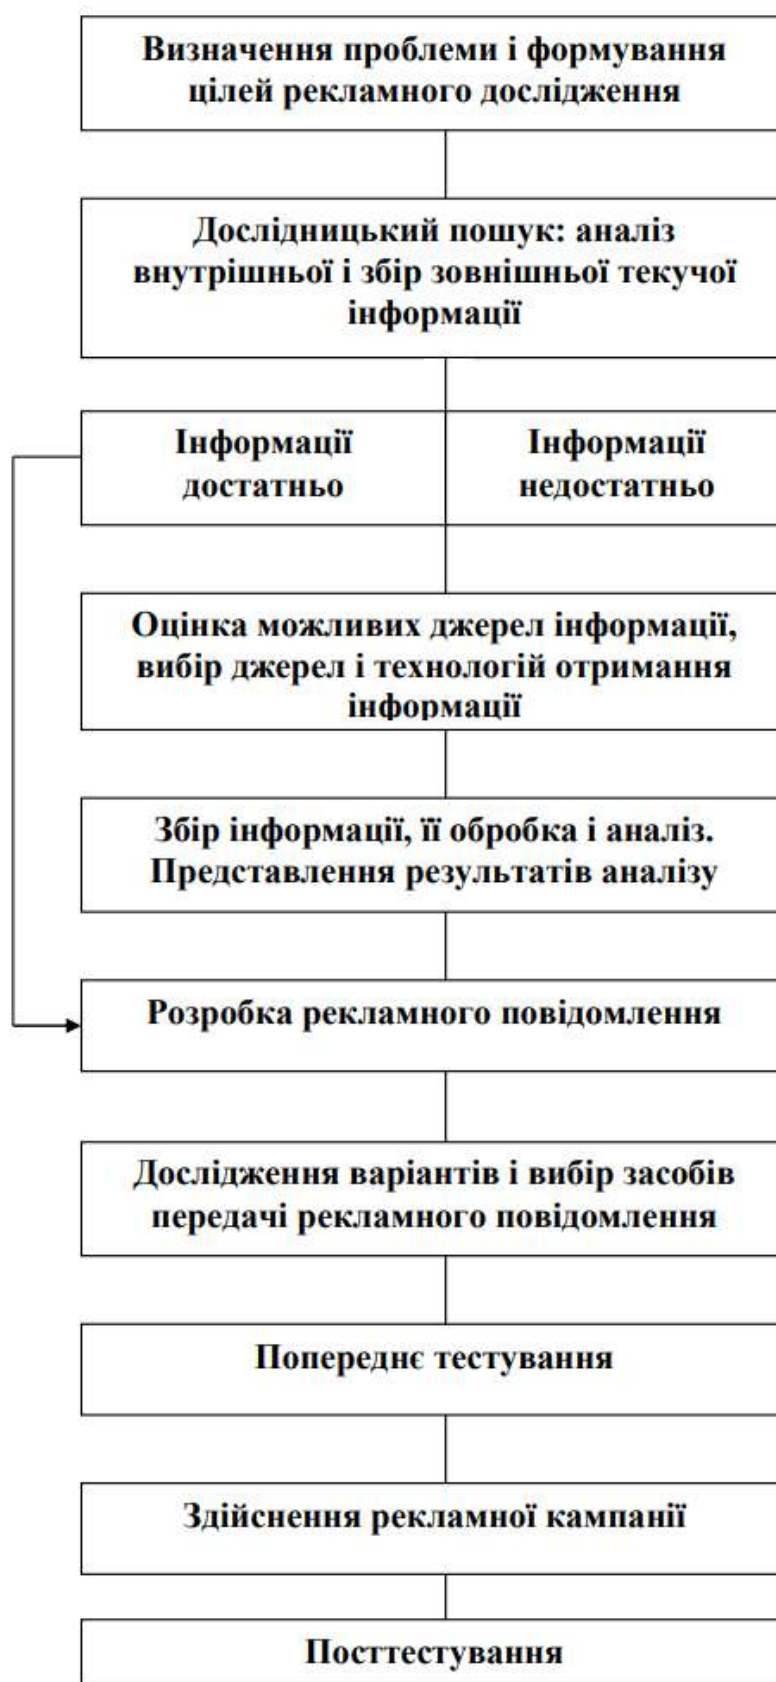 Визначення проблеми і формування
цілей рекламного дослідження
Дослідницький пошук: аналіз
внутрішньої і збір зовнішньої текучої
інформації
Інформації
достатньо
Інформації
недостатньо
Оцінка можливих джерел інформації,
вибір джерел і технологій отримання
інформації
Збір інформації, її обробка і аналіз.
Представлення результатів аналізу
Розробка рекламного повідомлення
Дослідження варіантів і вибір засобів
передачі рекламного повідомлення
Попереднє тестування
Здійснення рекламної кампанії
Посттестування